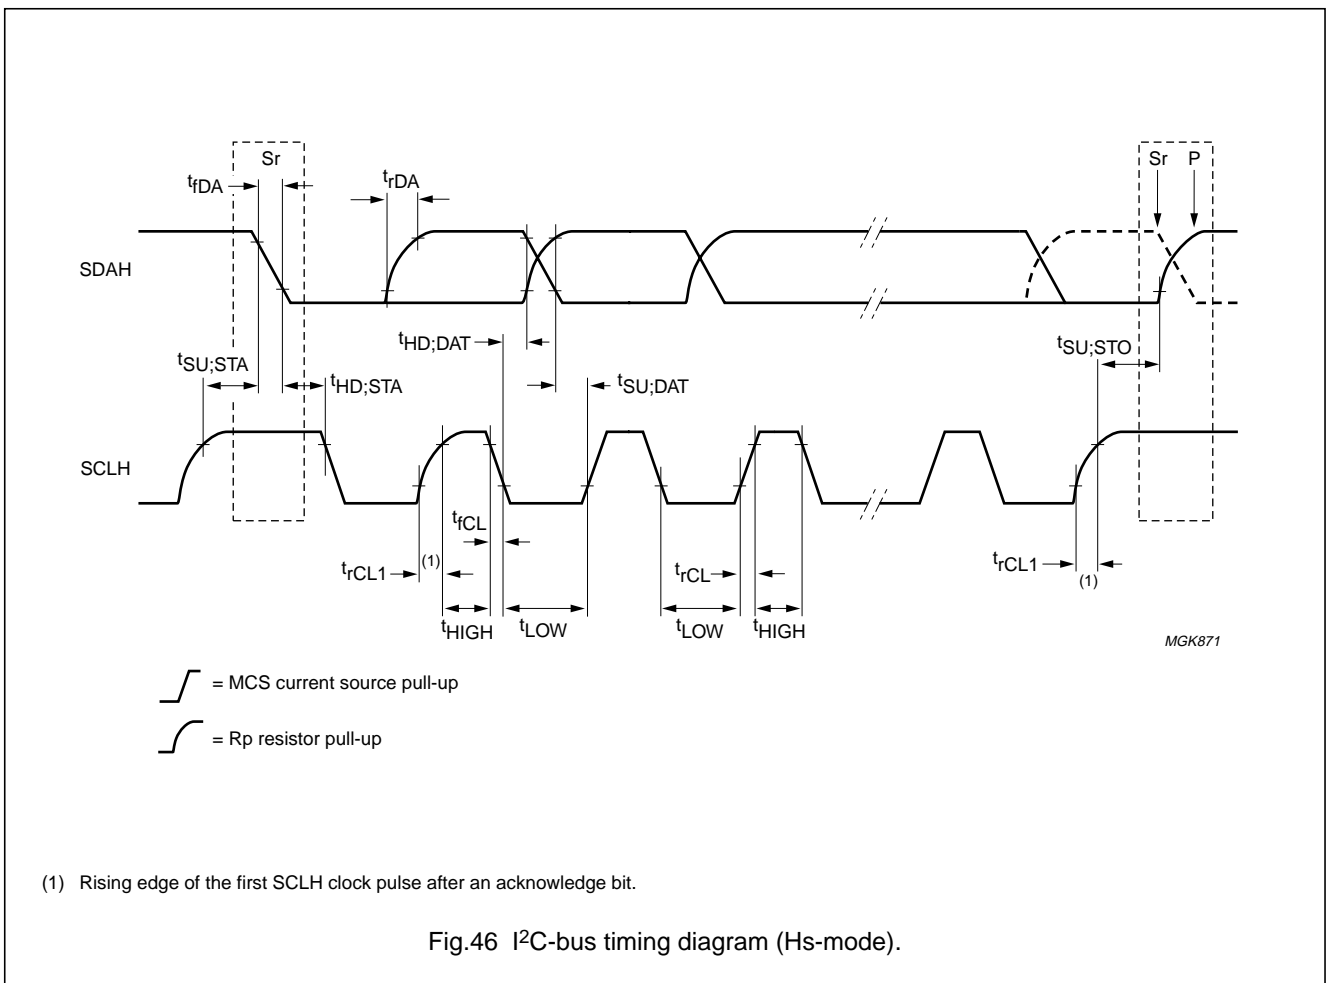 Sr
Sr P
tfDA
trDA
SDAH
tHD;DAT
tSU;STO
tSU;STA
tHD;STA
tSU;DAT
SCLH
tfCL
trCL1
(1)
trCL
trCL1
(1)
tHIGH
tLOW
tLOW
tHIGH
MGK871
= MCS current source pull-up
= Rp resistor pull-up
(1) Rising edge of the first SCLH clock pulse after an acknowledge bit.
Fig.46 I²C-bus timing diagram (Hs-mode).